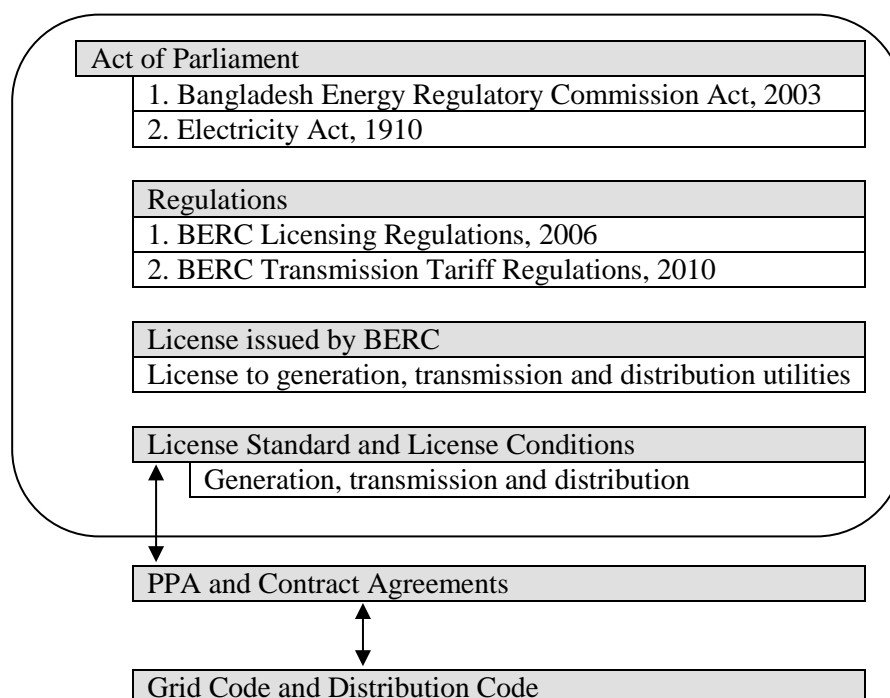 Act of Parliament
1. Bangladesh Energy Regulatory Commission Act, 2003
2. Electricity Act, 1910
Regulations
1. BERC Licensing Regulations, 2006
2. BERC Transmission Tariff Regulations, 2010
License issued by BERC
License to generation, transmission and distribution utilities
License Standard and License Conditions
Generation, transmission and distribution
PPA and Contract Agreements
Grid Code and Distribution Code